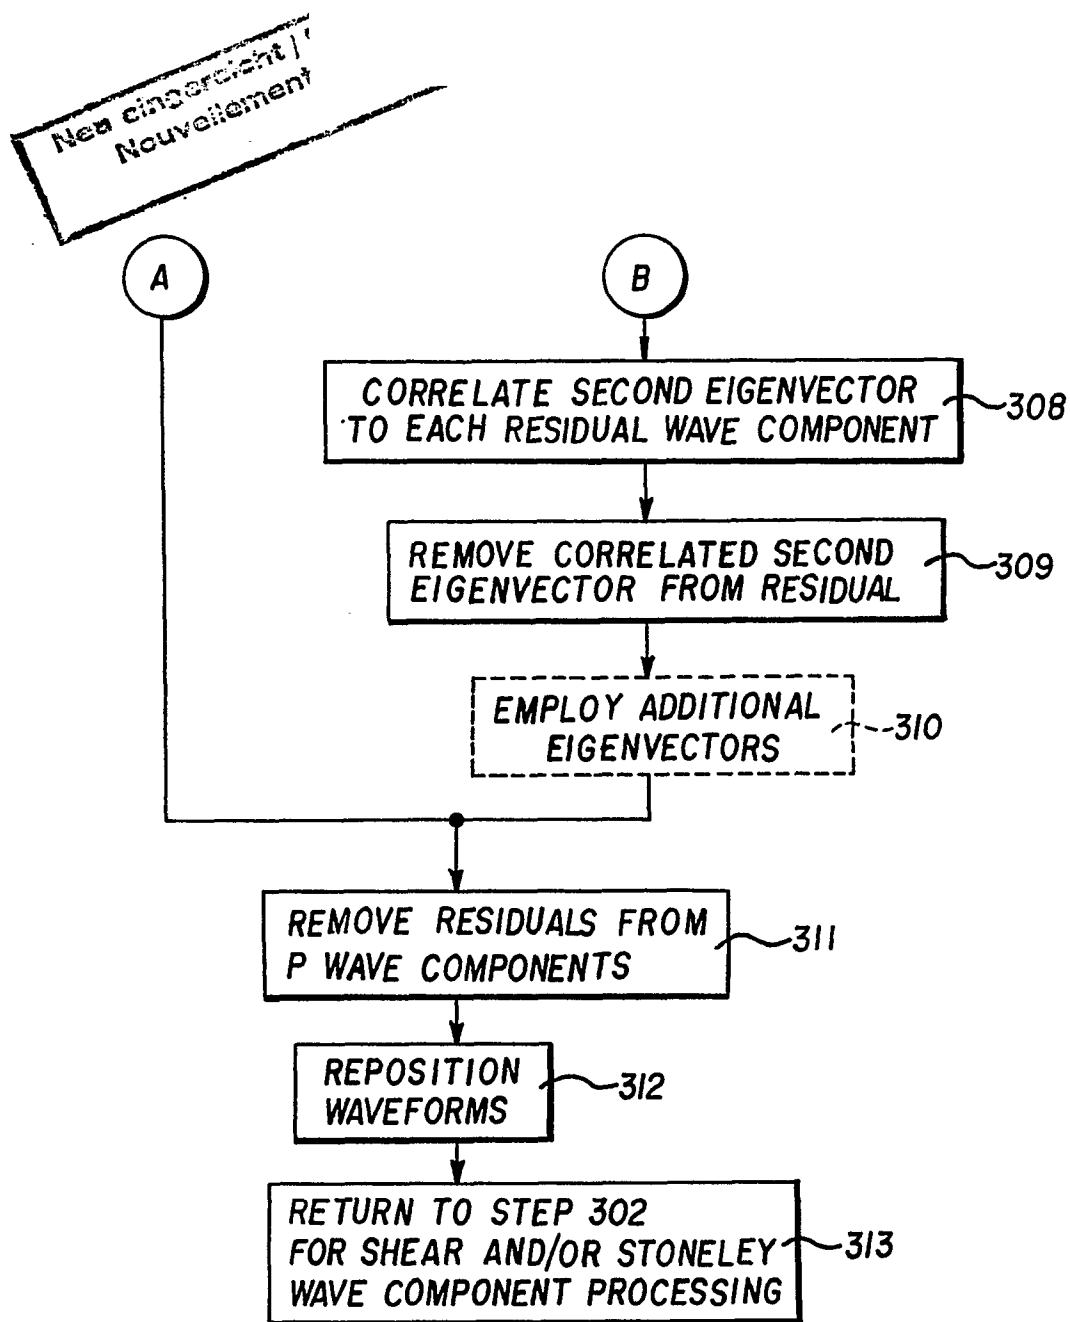 Neu eingereicht
Nouvellement
A
B
CORRELATE SECOND EIGENVECTOR
TO EACH RESIDUAL WAVE COMPONENT
308
REMOVE CORRELATED SECOND
EIGENVECTOR FROM RESIDUAL
309
EMPLOY ADDITIONAL
EIGENVECTORS
310
REMOVE RESIDUALS FROM
P WAVE COMPONENTS
311
REPOSITION
WAVEFORMS
312
RETURN TO STEP 302
FOR SHEAR AND/OR STONELEY
WAVE COMPONENT PROCESSING
313